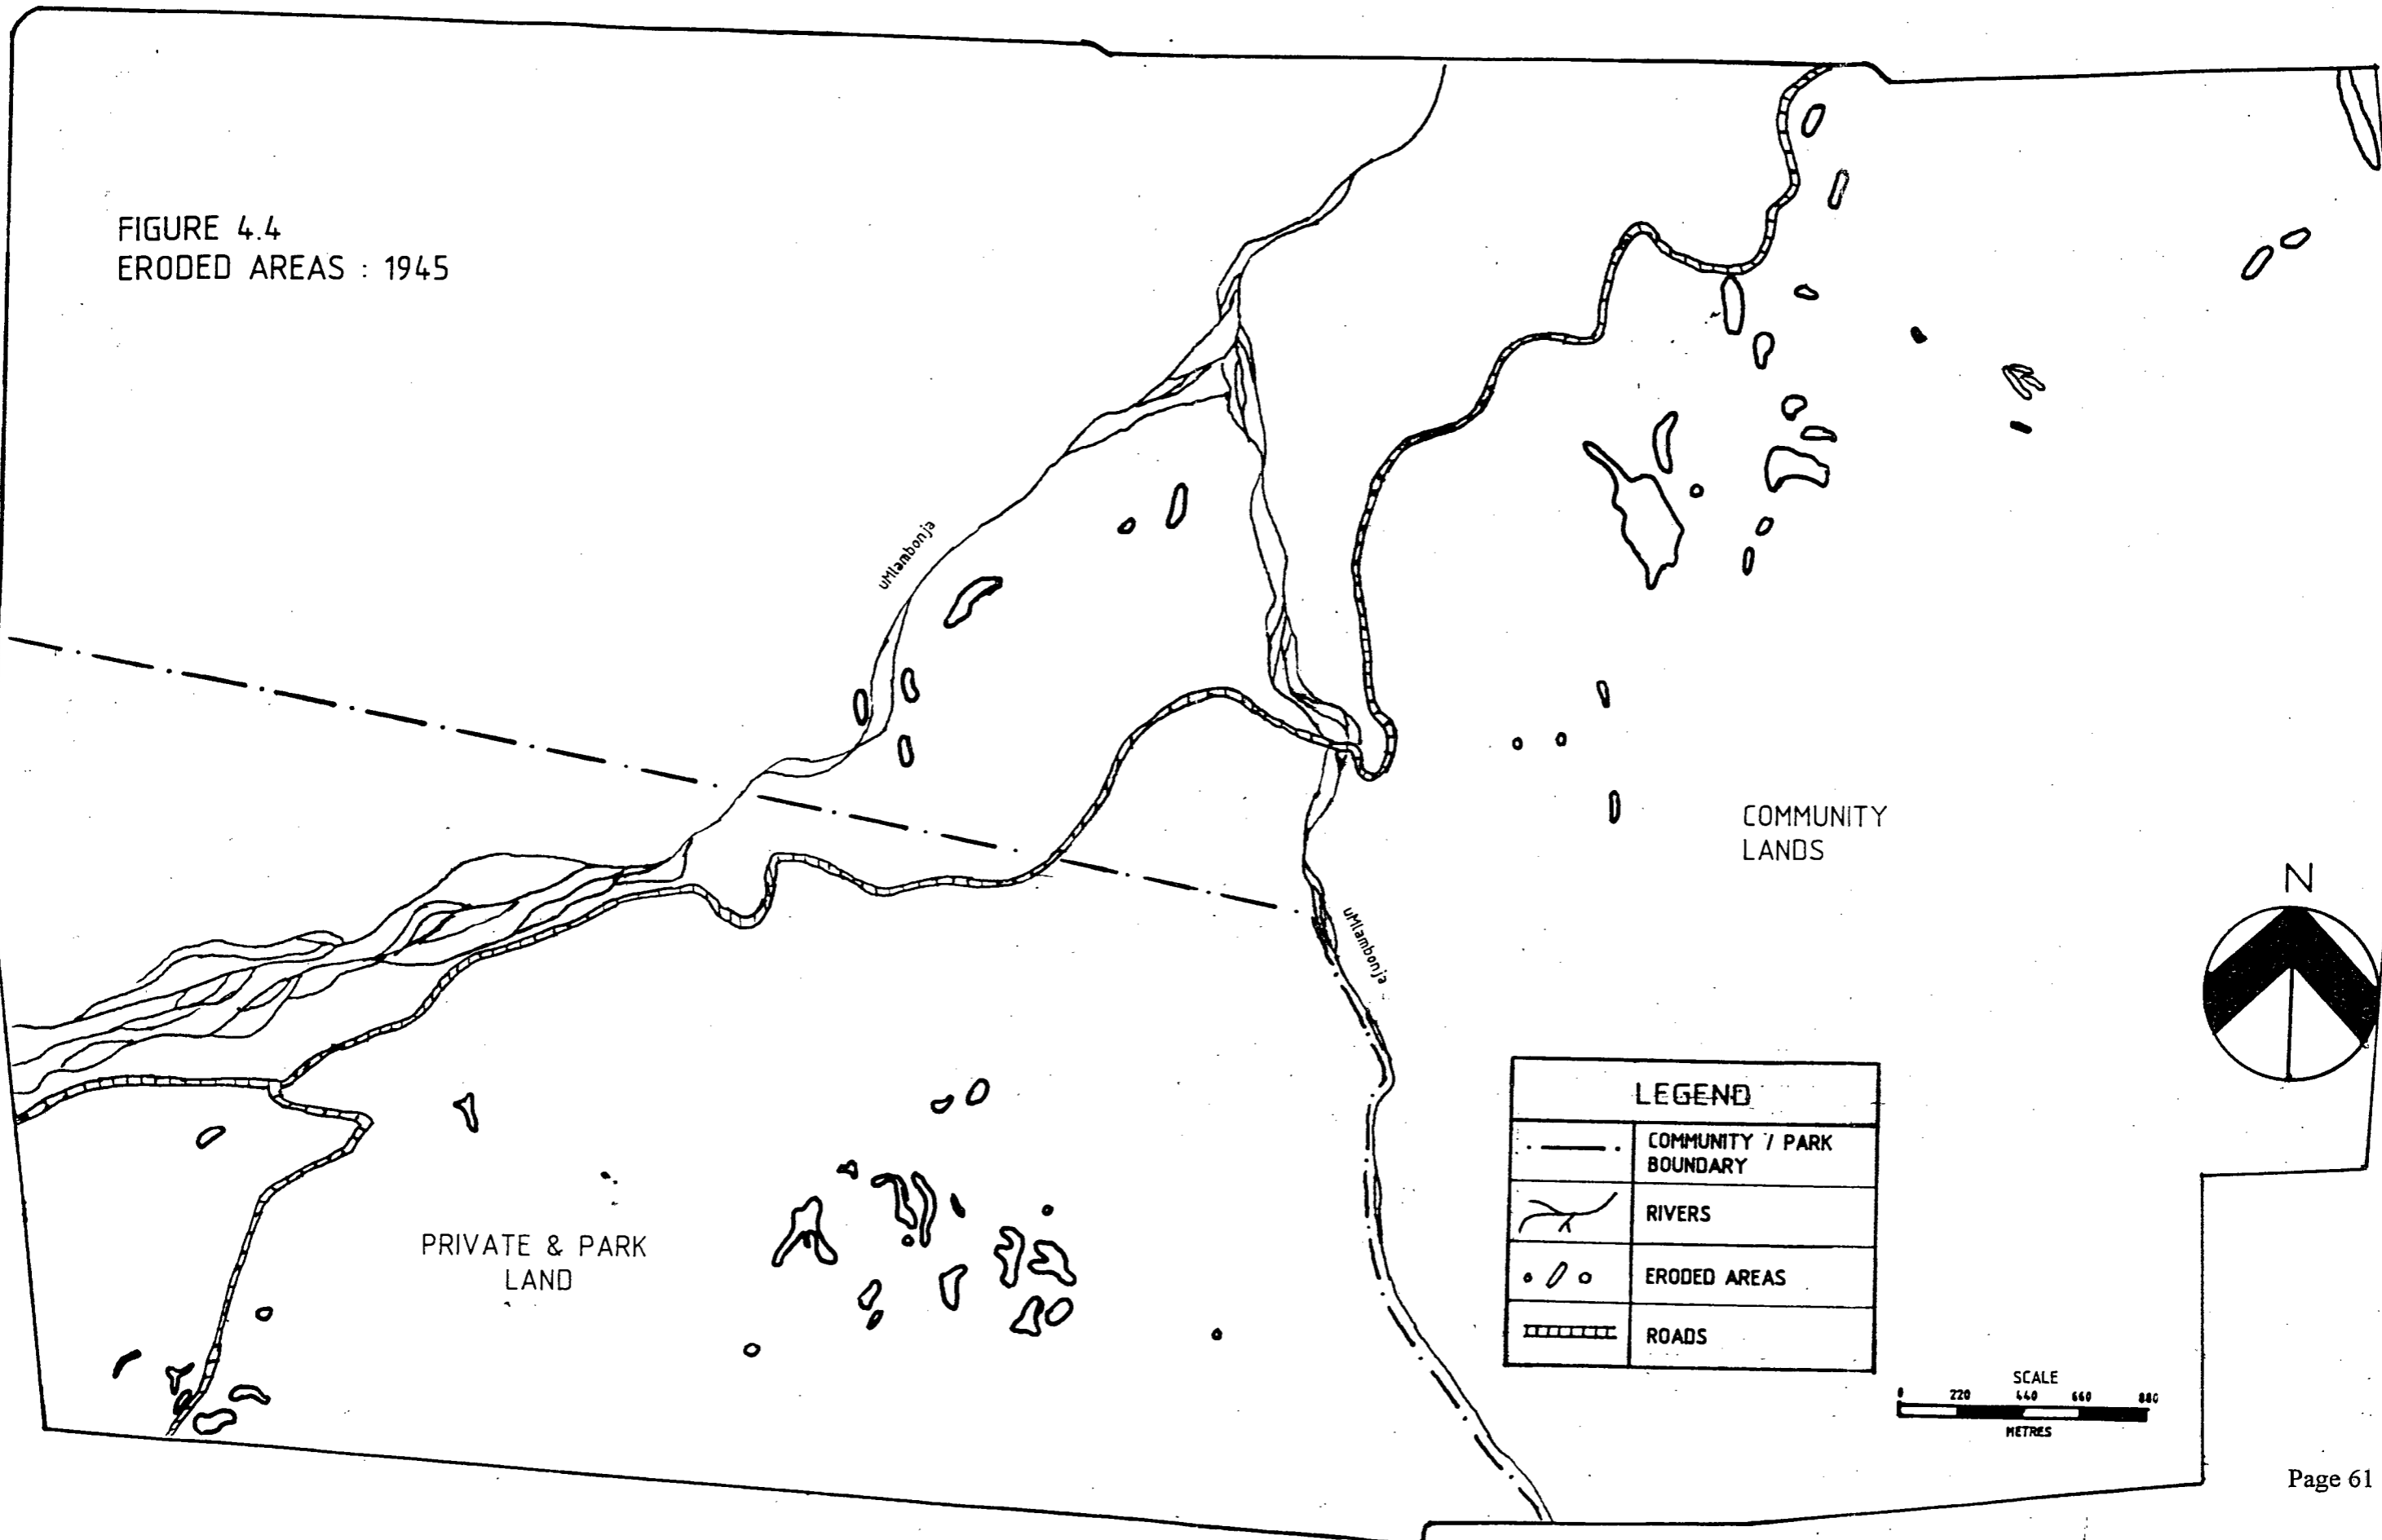 FIGURE 4.4
ERODED AREAS : 1945
uMlambonja
COMMUNITY
LANDS
uMlambonja
N
PRIVATE & PARK
LAND
LEGEND
COMMUNITY / PARK
BOUNDARY
RIVERS
ERODED AREAS
ROADS
SCALE
0 220 440 660 880
METRES
Page 61